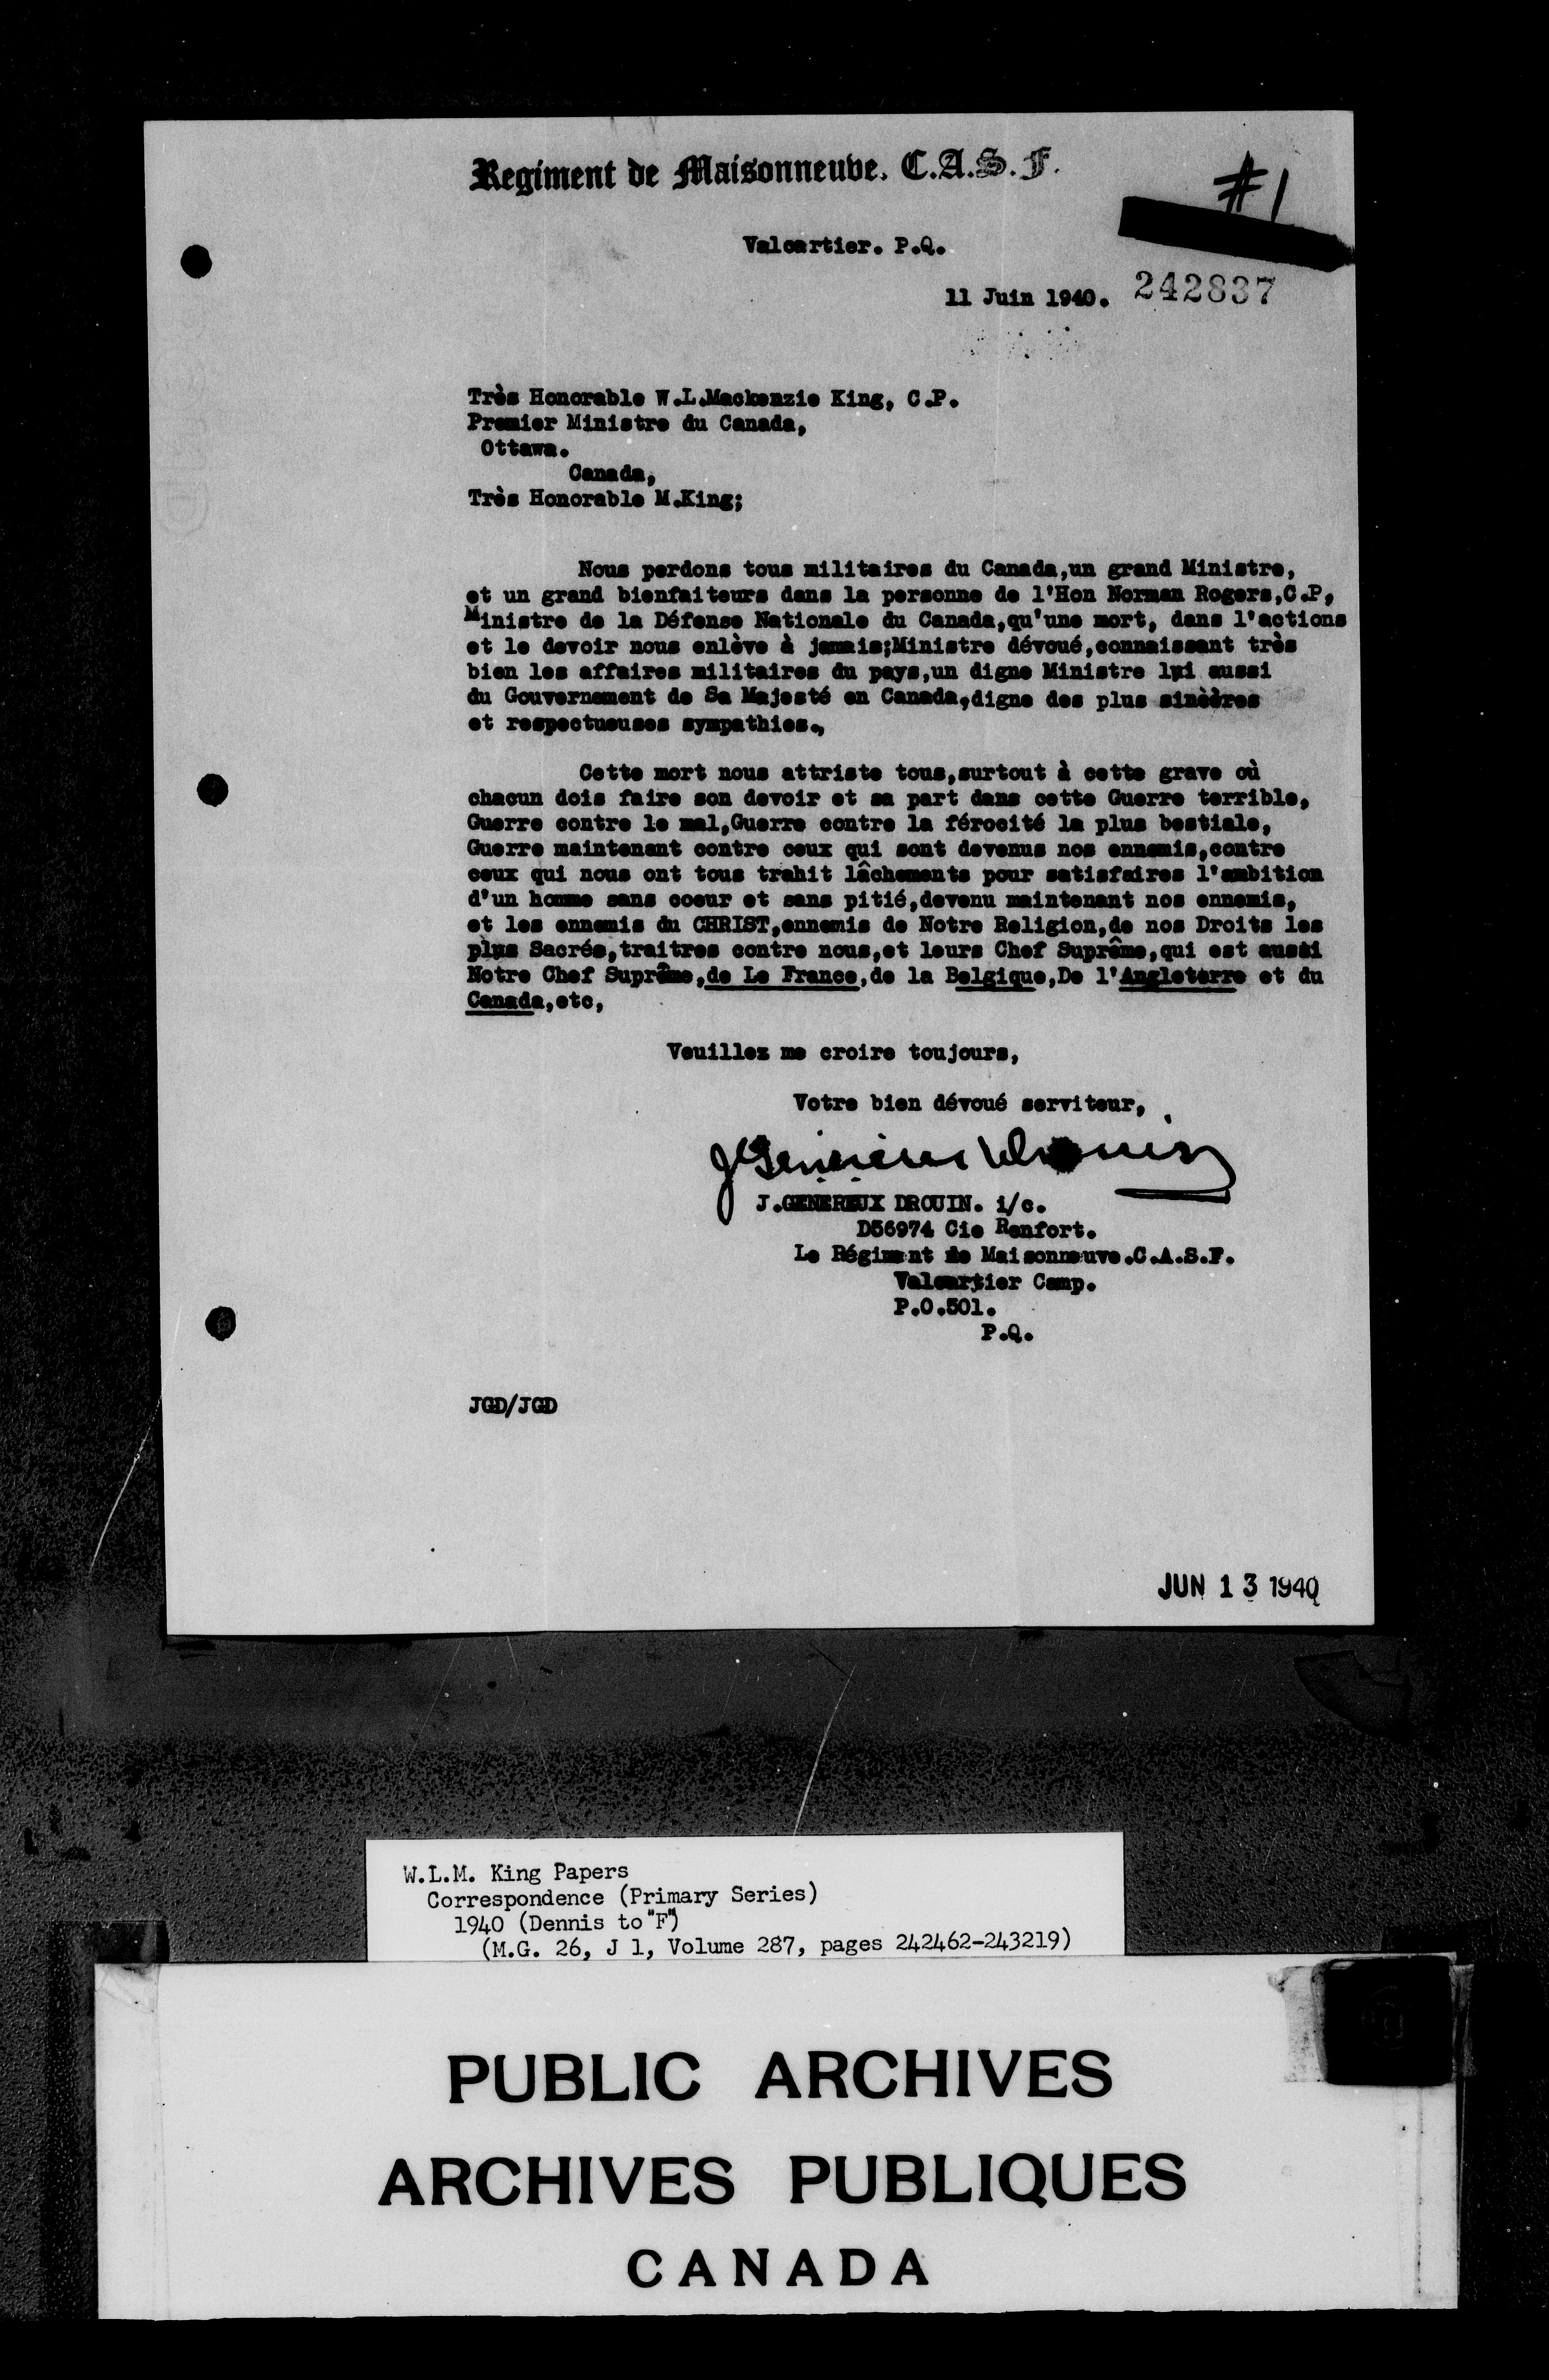 Regiment de Maisonneuve. C.A.S.F.
#1
Valcartier. P.Q.
11 Juin 1940.
242837
Très Honorable W.L.Mackenzie King, C.P.
Premier Ministre du Canada,
Ottawa.
Canada,
Très Honorable M.King;
Nous perdons tous militaires du Canada,un grand Ministre,
et un grand bienfaiteurs dans la personne de l'Hon Norman Rogers,C.P,
Ministre de la Défense Nationale du Canada,qu'une mort, dans l'actions
et le devoir nous enlève à jamais;Ministre dévoué,connaissant très
bien les affaires militaires du pays,un digne Ministre lui aussi
du Gouvernement de Sa Majesté en Canada,digne des plus sincères
et respectueuses sympathies.,
Cette mort nous attriste tous,surtout à cette grave où
chacun dois faire son devoir et sa part dans cette Guerre terrible,
Guerre contre le mal,Guerre contre la férocité la plus bestiale,
Guerre maintenant contre ceux qui sont devenus nos ennemis,contre
ceux qui nous ont tous trahit lâchements pour satisfaires l'ambition
d'un homme sans coeur et sans pitié,devenu maintenant nos ennemis,
et les ennemis du CHRIST,ennemis de Notre Religion,de nos Droits les
plus Sacrés,traitres contre nous,et leurs Chef Suprême,qui est aussi
Notre Chef Suprême,de Le France,de la Belgique,De l'Angleterre et du
Canada,etc,
Veuillez me croire toujours,
Votre bien dévoué serviteur,
J Genereux Drouin
J.GENEREUX DROUIN. i/c.
D56974 Cie Renfort.
Le Régiment de Maisonneuve.C.A.S.F.
Valcartier Camp.
P.O.501.
P.Q.
JGD/JGD
JUN 13 1940
W.L.M. King Papers
Correspondence (Primary Series)
1940 (Dennis to "F")
(M.G. 26, J 1, Volume 287, pages 242462-243219)
PUBLIC ARCHIVES
ARCHIVES PUBLIQUES
CANADA